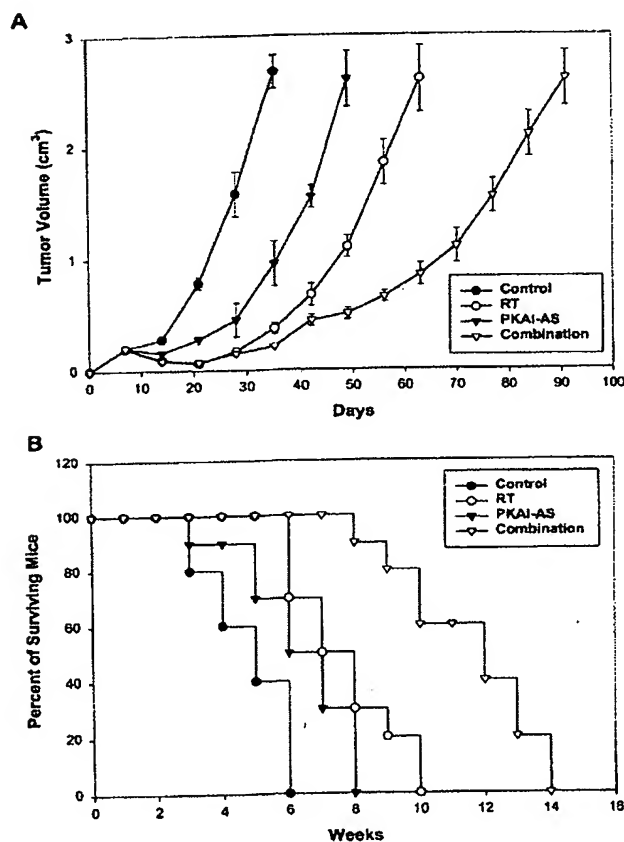 A
Tumor Volume (cm³)
3
2
1
0
Control
RT
PKAI-AS
Combination
0 10 20 30 40 50 60 70 80 90 100
Days
B
Percent of Surviving Mice
120
100
80
60
40
20
0
Control
RT
PKAI-AS
Combination
0 2 4 6 8 10 12 14 16
Weeks